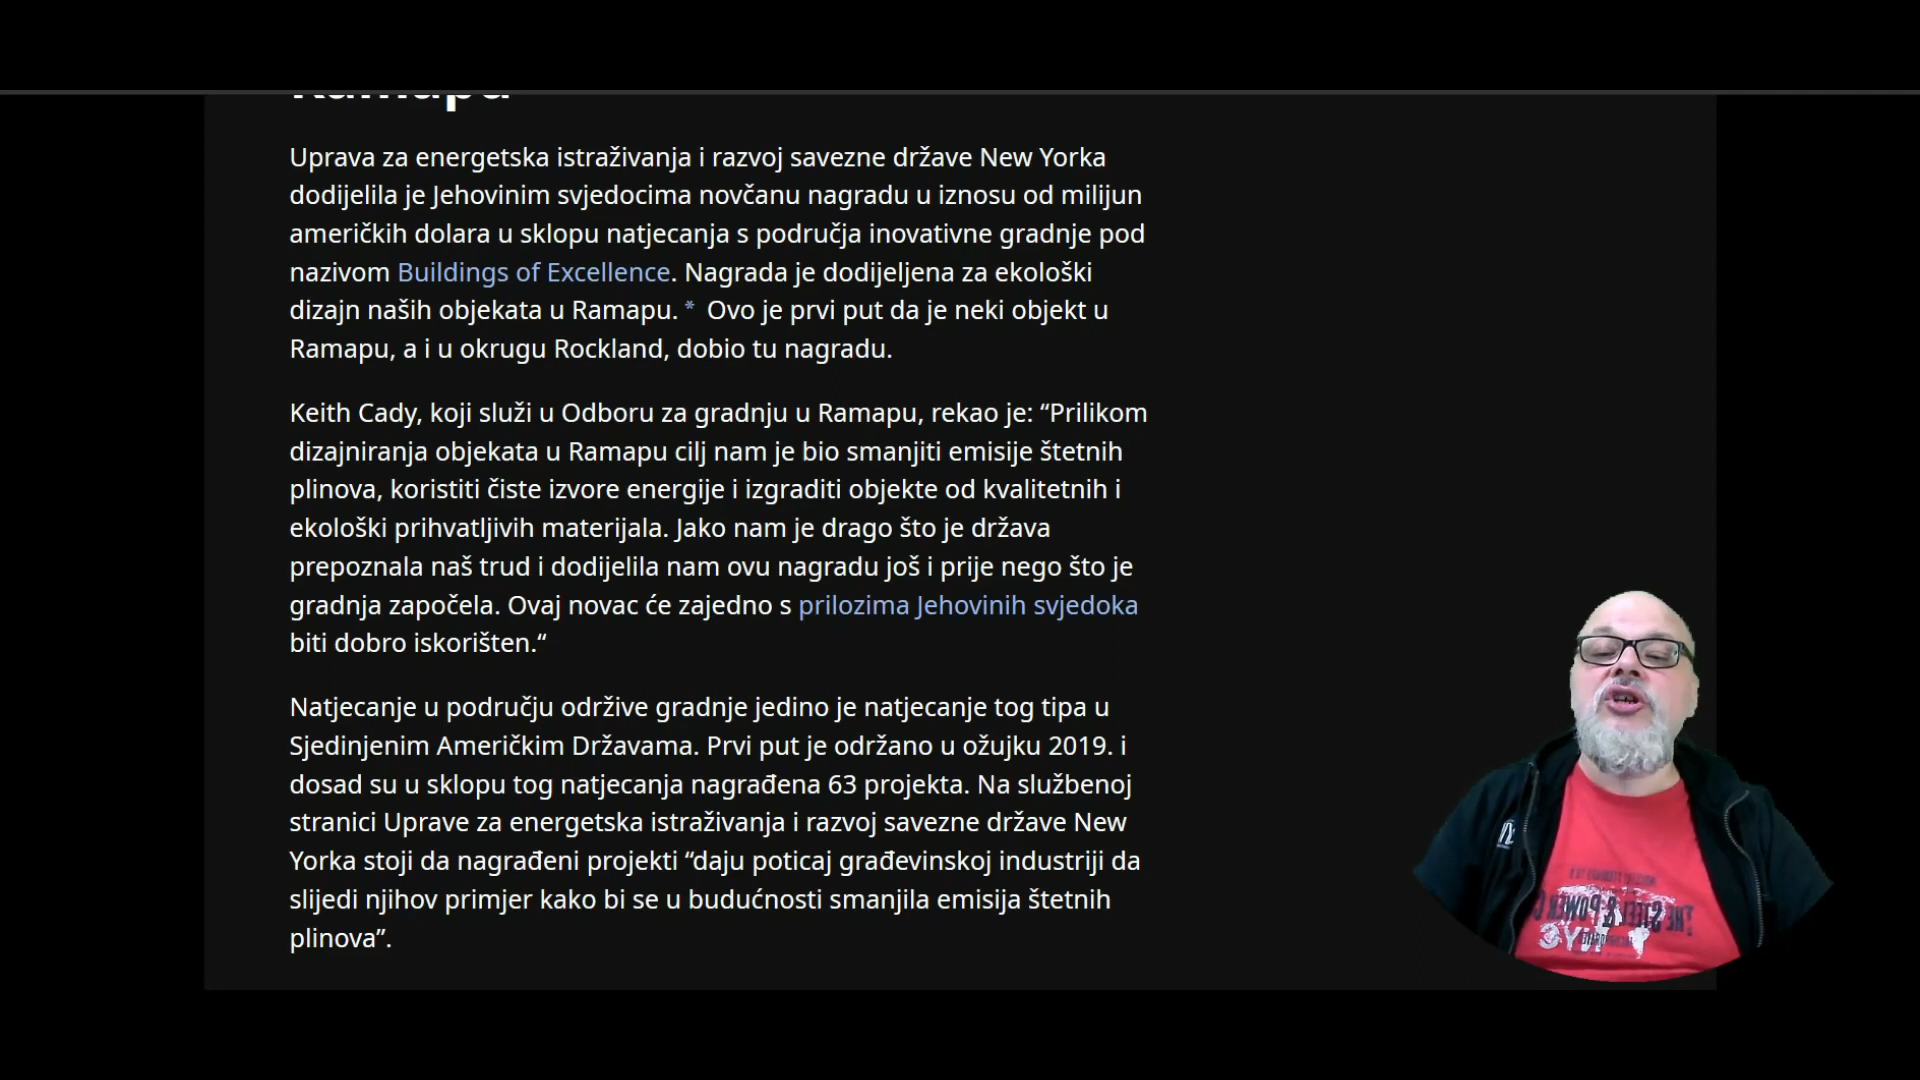 Uprava za energetska istraživanja i razvoj savezne države New Yorka
dodijelila je Jehovinim svjedocima novčanu nagradu u iznosu od milijun
američkih dolara u sklopu natjecanja s područja inovativne gradnje pod
nazivom Buildings of Excellence. Nagrada je dodijeljena za ekološki
dizajn naših objekata u Ramapu. * Ovo je prvi put da je neki objekt u
Ramapu, a i u okrugu Rockland, dobio tu nagradu.
Keith Cady, koji služi u Odboru za gradnju u Ramapu, rekao je: “Prilikom
dizajniranja objekata u Ramapu cilj nam je bio smanjiti emisije štetnih
plinova, koristiti čiste izvore energije i izgraditi objekte od kvalitetnih i
ekološki prihvatljivih materijala. Jako nam je drago što je država
prepoznala naš trud i dodijelila nam ovu nagradu još i prije nego što je
gradnja započela. Ovaj novac će zajedno s prilozima Jehovinih svjedoka
biti dobro iskorišten.“
Natjecanje u području održive gradnje jedino je natjecanje tog tipa u
Sjedinjenim Američkim Državama. Prvi put je održano u ožujku 2019. i
dosad su u sklopu tog natjecanja nagrađena 63 projekta. Na službenoj
stranici Uprave za energetska istraživanja i razvoj savezne države New
Yorka stoji da nagrađeni projekti “daju poticaj građevinskoj industriji da
slijedi njihov primjer kako bi se u budućnosti smanjila emisija štetnih
plinova”.